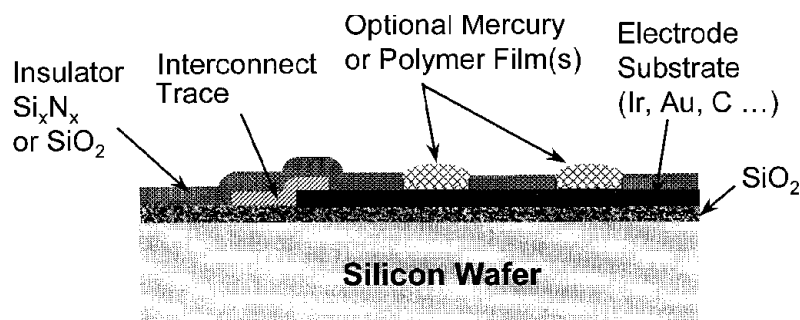 Optional Mercury
or Polymer Film(s)
Electrode
Substrate
(Ir, Au, C ...)
Insulator
SixNx
or SiO2
Interconnect
Trace
SiO2
Silicon Wafer